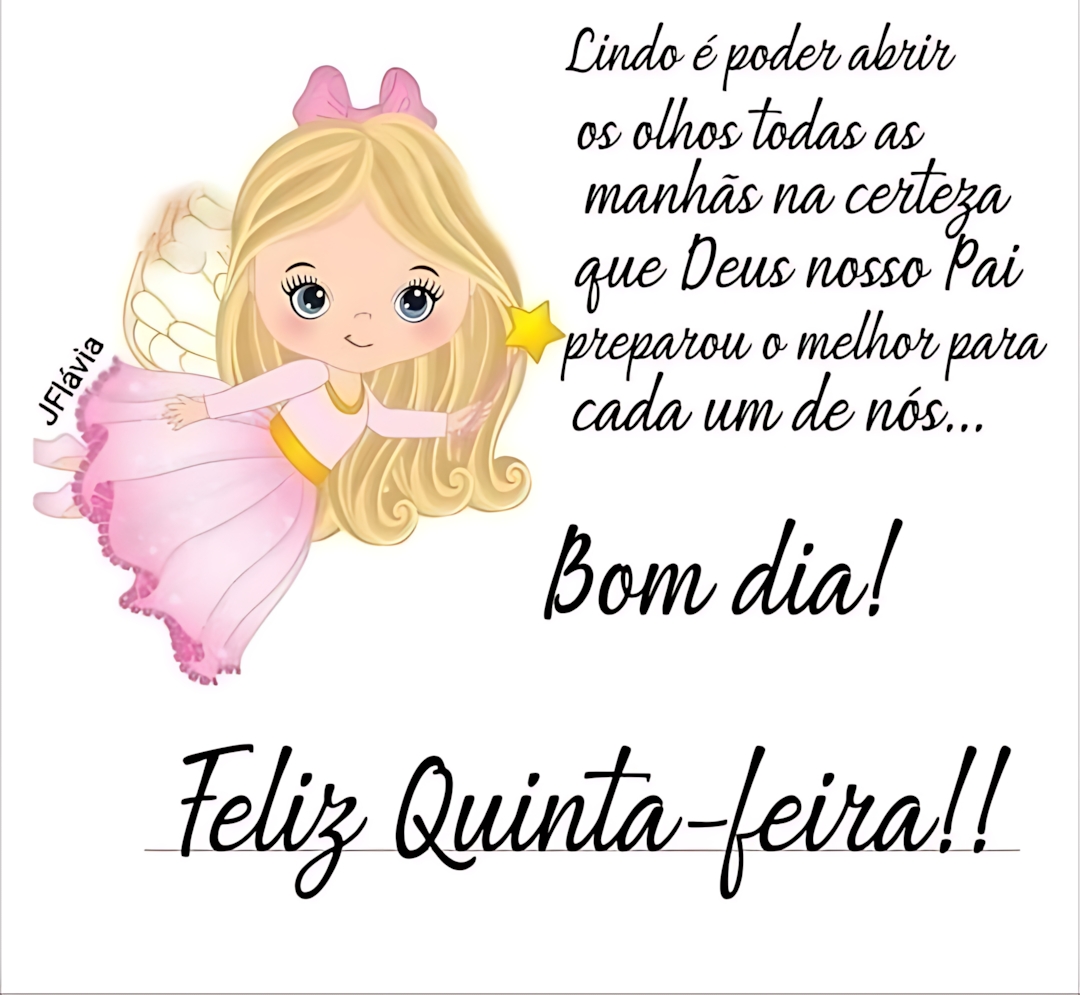 Lindo é poder abrir
os olhos todas as
manhãs na certeza
que Deus nosso Pai
preparou o melhor para
cada um de nós...
JFlávia
Bom dia!
Feliz Quinta-feira!!